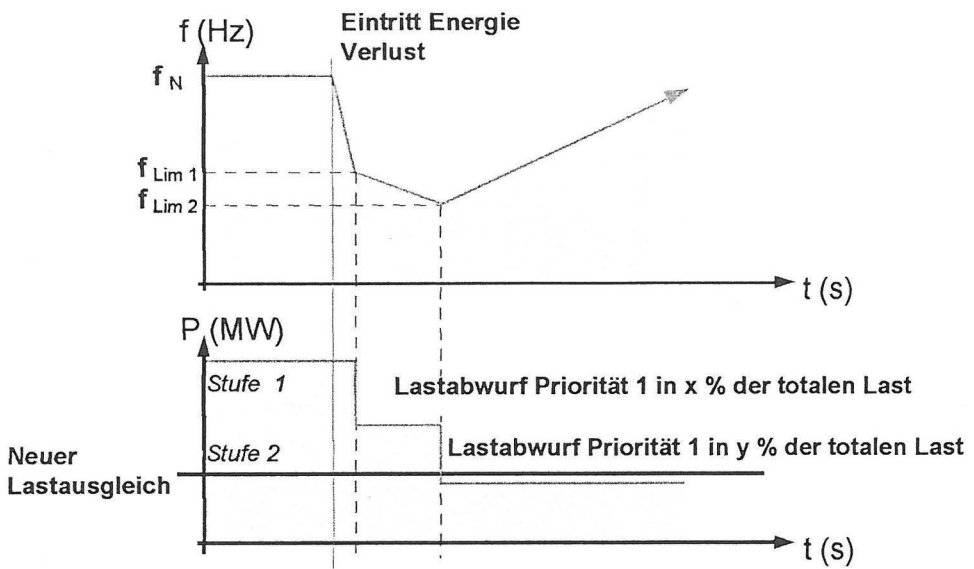 Eintritt Energie
Verlust
f (Hz)
f N
f Lim 1
f Lim 2
t (s)
P (MW)
Stufe 1
Lastabwurf Priorität 1 in x % der totalen Last
Stufe 2
Lastabwurf Priorität 1 in y % der totalen Last
Neuer
Lastausgleich
t (s)